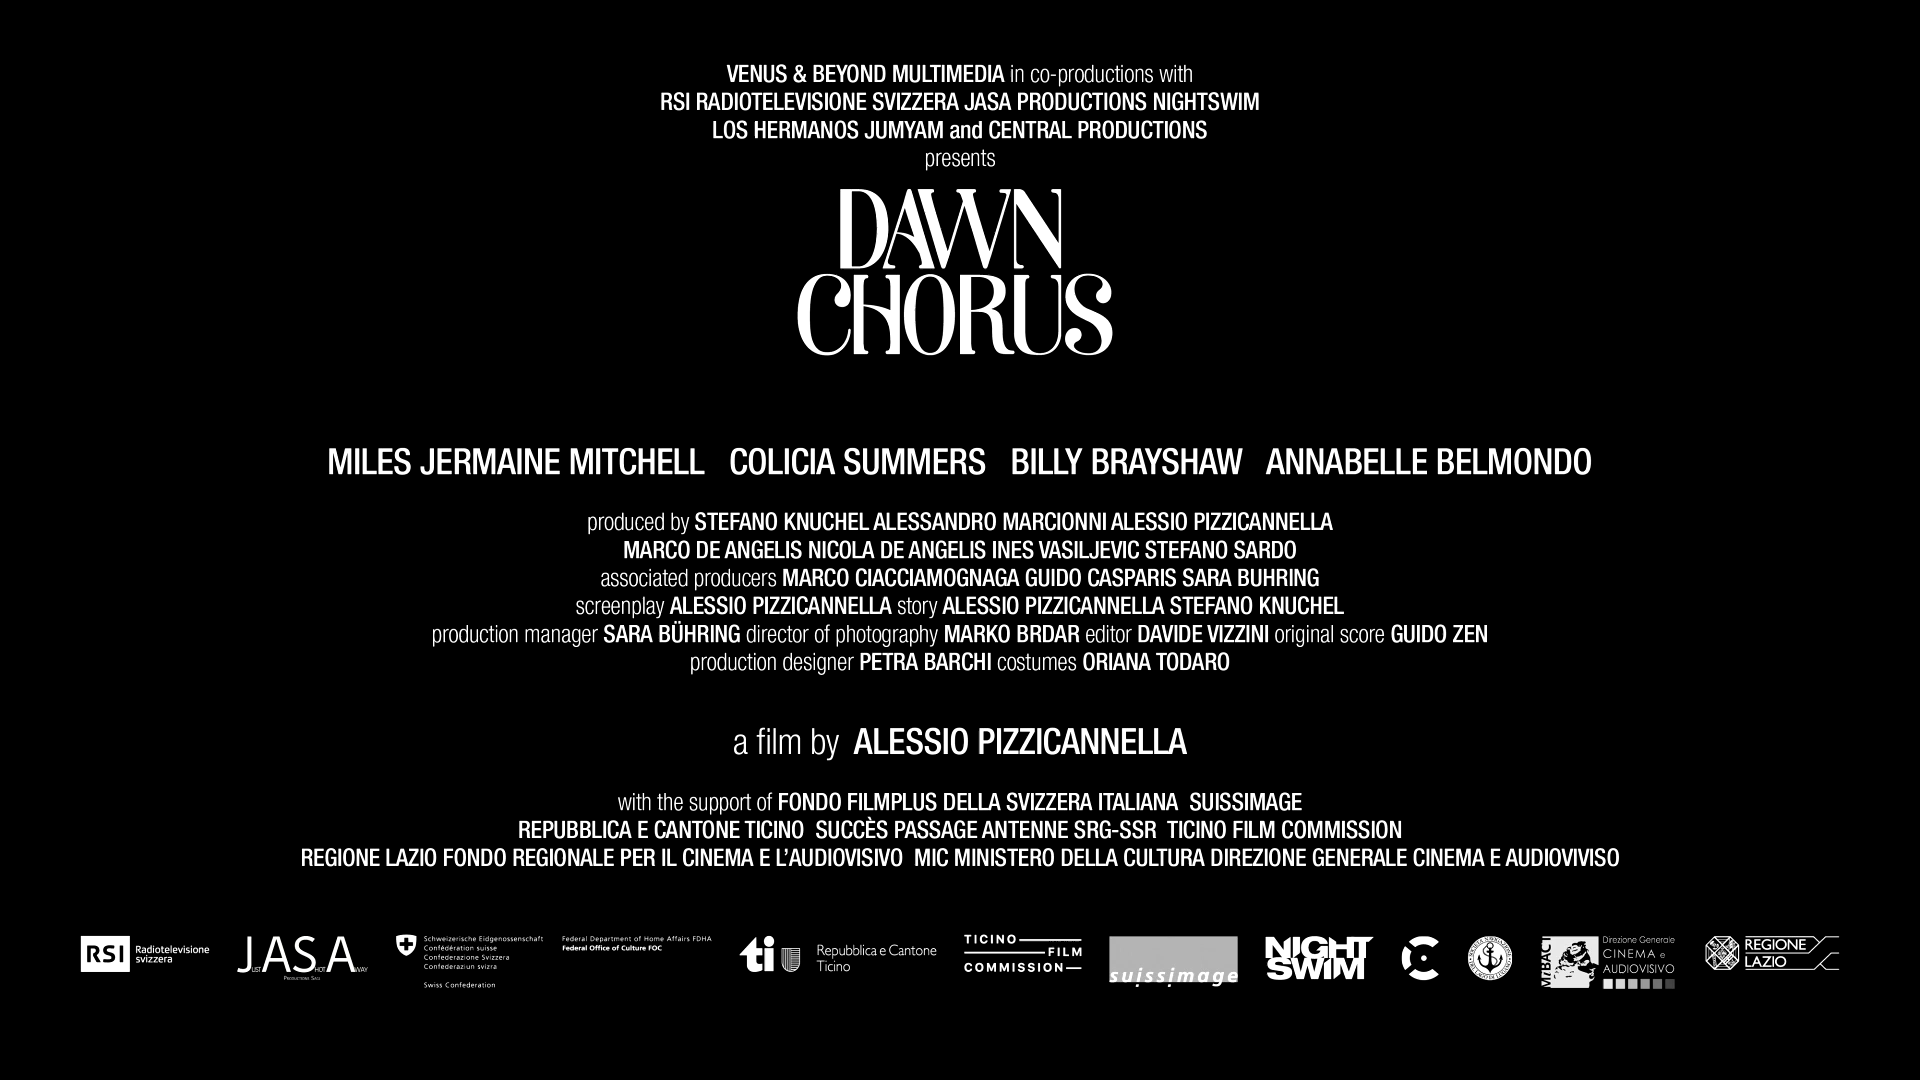 VENUS & BEYOND MULTIMEDIA in co-productions with
RSI RADIOTELEVISIONE SVIZZERA JASA PRODUCTIONS NIGHTSWIM
LOS HERMANOS JUMYAM and CENTRAL PRODUCTIONS
presents
DAWN
CHORUS
MILES JERMAINE MITCHELL COLICIA SUMMERS BILLY BRAYSHAW ANNABELLE BELMONDO
produced by STEFANO KNUCHEL ALESSANDRO MARCIONNI ALESSIO PIZZICANNELLA
MARCO DE ANGELIS NICOLA DE ANGELIS INES VASILJEVIC STEFANO SARDO
associated producers MARCO CIACCIAMOGNAGA GUIDO CASPARIS SARA BUHRING
screenplay ALESSIO PIZZICANNELLA story ALESSIO PIZZICANNELLA STEFANO KNUCHEL
production manager SARA BÜHRING director of photography MARKO BRDAR editor DAVIDE VIZZINI original score GUIDO ZEN
production designer PETRA BARCHI costumes ORIANA TODARO
a film by ALESSIO PIZZICANNELLA
with the support of FONDO FILMPLUS DELLA SVIZZERA ITALIANA SUISSIMAGE
REPUBBLICA E CANTONE TICINO SUCCÈS PASSAGE ANTENNE SRG-SSR TICINO FILM COMMISSION
REGIONE LAZIO FONDO REGIONALE PER IL CINEMA E L'AUDIOVISIVO MIC MINISTERO DELLA CULTURA DIREZIONE GENERALE CINEMA E AUDIOVIVISO
RSI Radiotelevisione
svizzera
JUST A SHOT AWAY
PRODUCTIONS SAGL
Schweizerische Eidgenossenschaft
Confédération suisse
Confederazione Svizzera
Confederaziun svizra
Swiss Confederation
Federal Department of Home Affairs FDHA
Federal Office of Culture FOC
ti
Repubblica e Cantone
Ticino
TICINO
FILM
COMMISSION
suissimage
NIGHT
SWIM
MiBACT
Direzione Generale
CINEMA e
AUDIOVISIVO
REGIONE
LAZIO